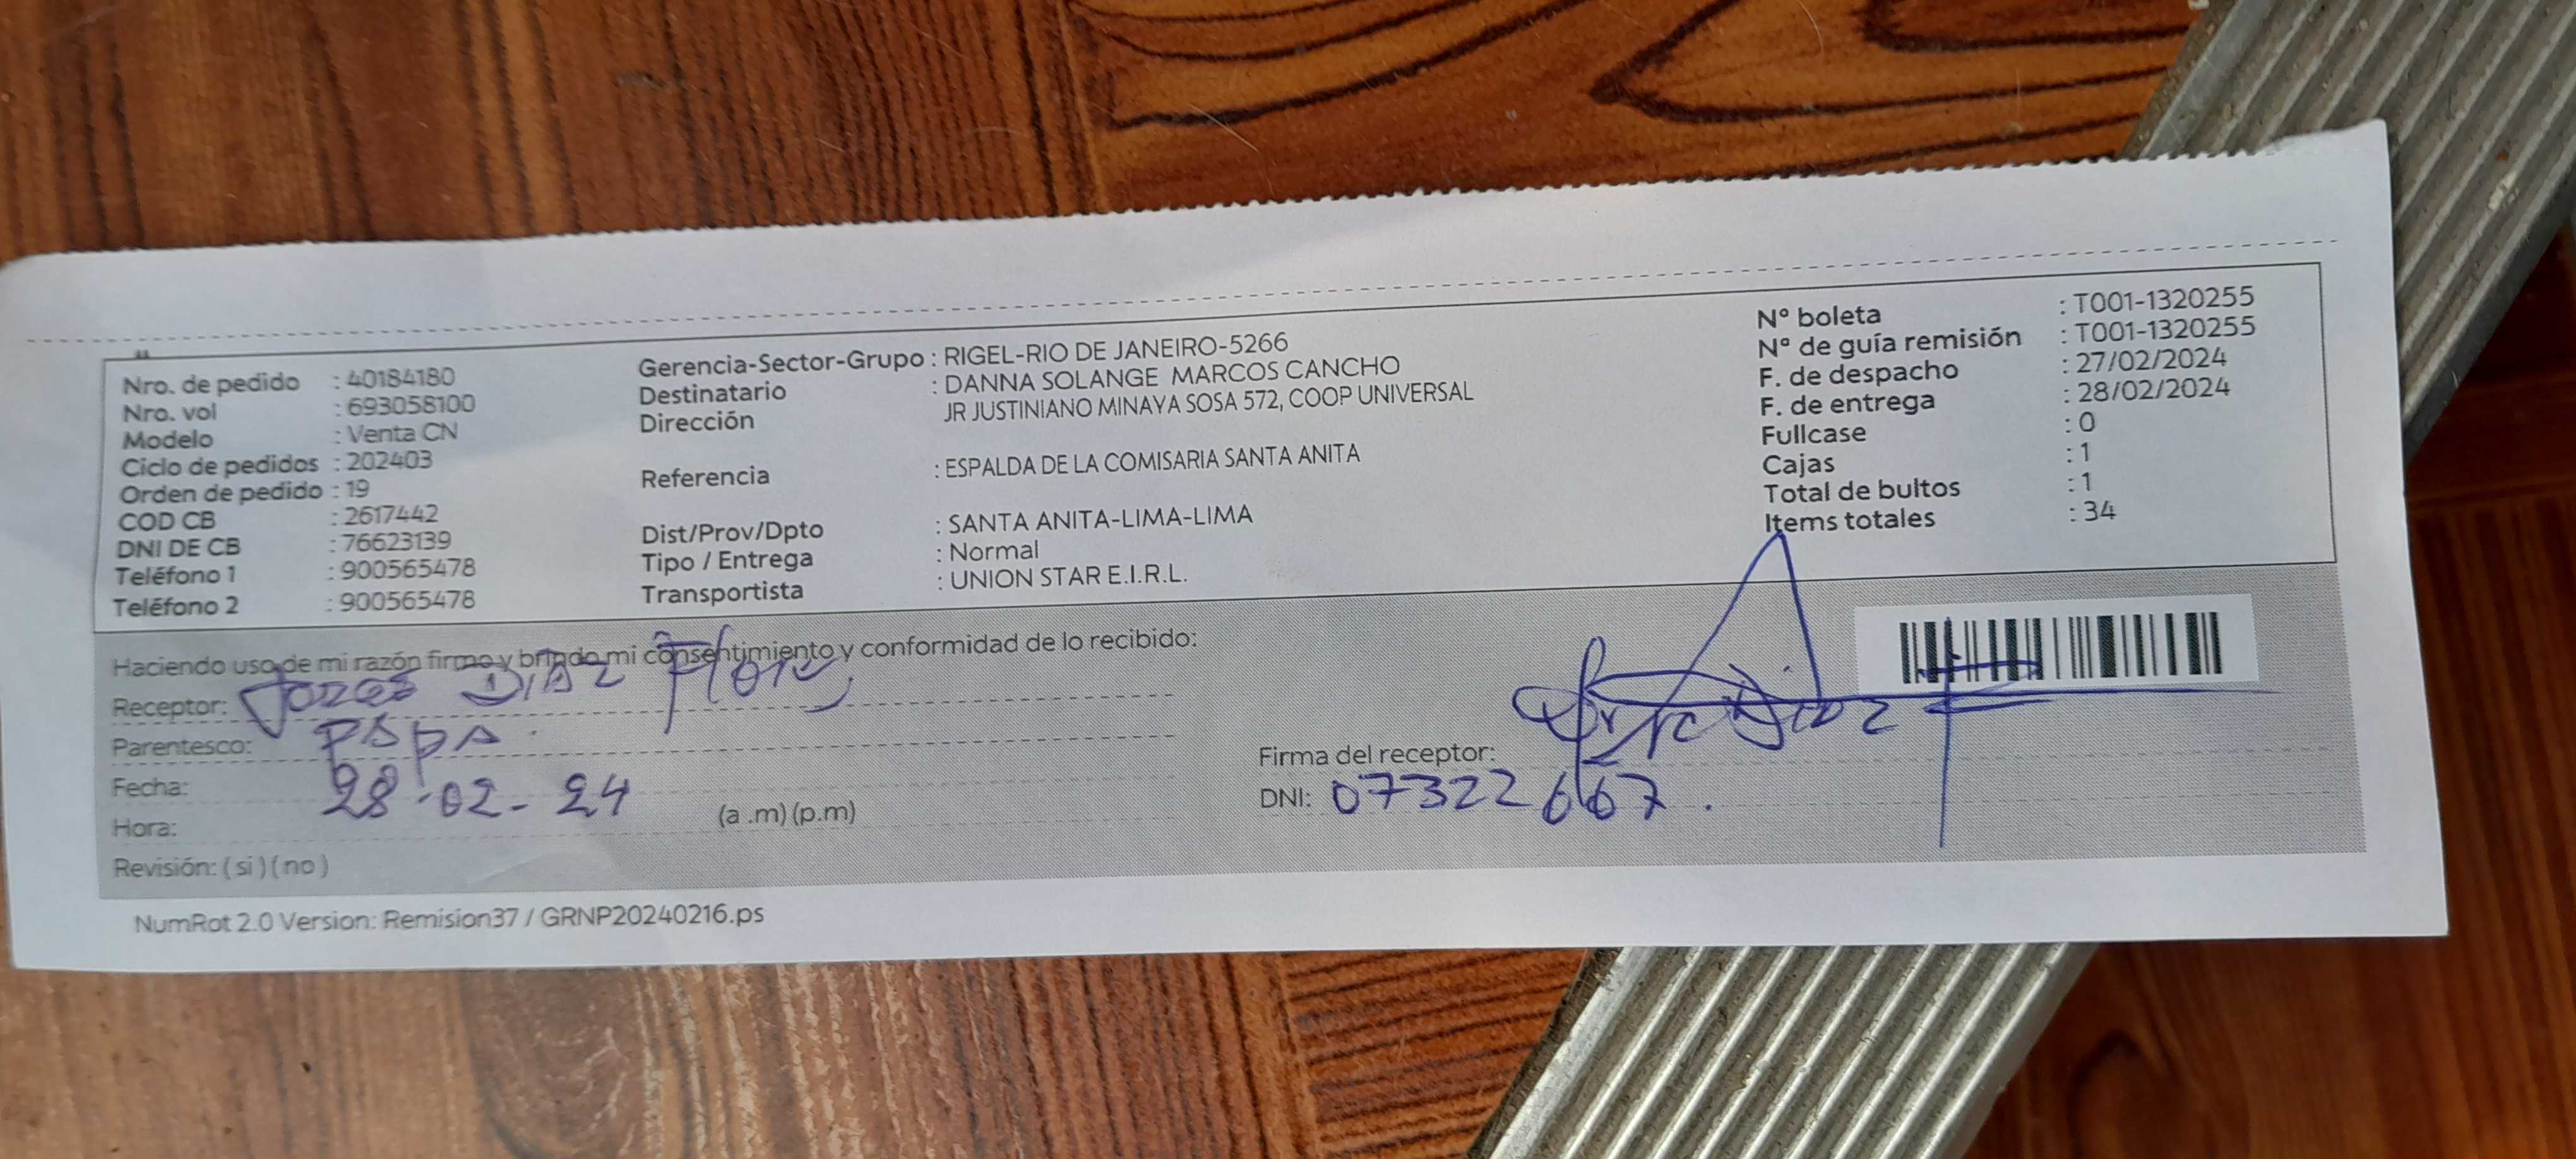 Nro. de pedido : 40184180
Nro. vol : 693058100
Modelo : Venta CN
Ciclo de pedidos : 202403
Orden de pedido : 19
COD CB : 2617442
DNI DE CB : 76623139
Teléfono 1 : 900565478
Teléfono 2 : 900565478
Gerencia-Sector-Grupo : RIGEL-RIO DE JANEIRO-5266
Destinatario : DANNA SOLANGE MARCOS CANCHO
Dirección JR JUSTINIANO MINAYA SOSA 572, COOP UNIVERSAL
Referencia : ESPALDA DE LA COMISARIA SANTA ANITA
Dist/Prov/Dpto : SANTA ANITA-LIMA-LIMA
Tipo / Entrega : Normal
Transportista : UNION STAR E.I.R.L.
Nº boleta : T001-1320255
Nº de guía remisión : T001-1320255
F. de despacho : 27/02/2024
F. de entrega : 28/02/2024
Fullcase : 0
Cajas : 1
Total de bultos : 1
Items totales : 34
Haciendo uso de mi razón firmo y brindo mi consentimiento y conformidad de lo recibido:
Receptor: DIAZ
Parentesco: papa
Fecha: 28-02-24
Hora: (a .m) (p.m)
Revisión: ( si ) ( no )
Firma del receptor:
DNI: 07322667
NumRot 2.0 Version: Remision37 / GRNP20240216.ps